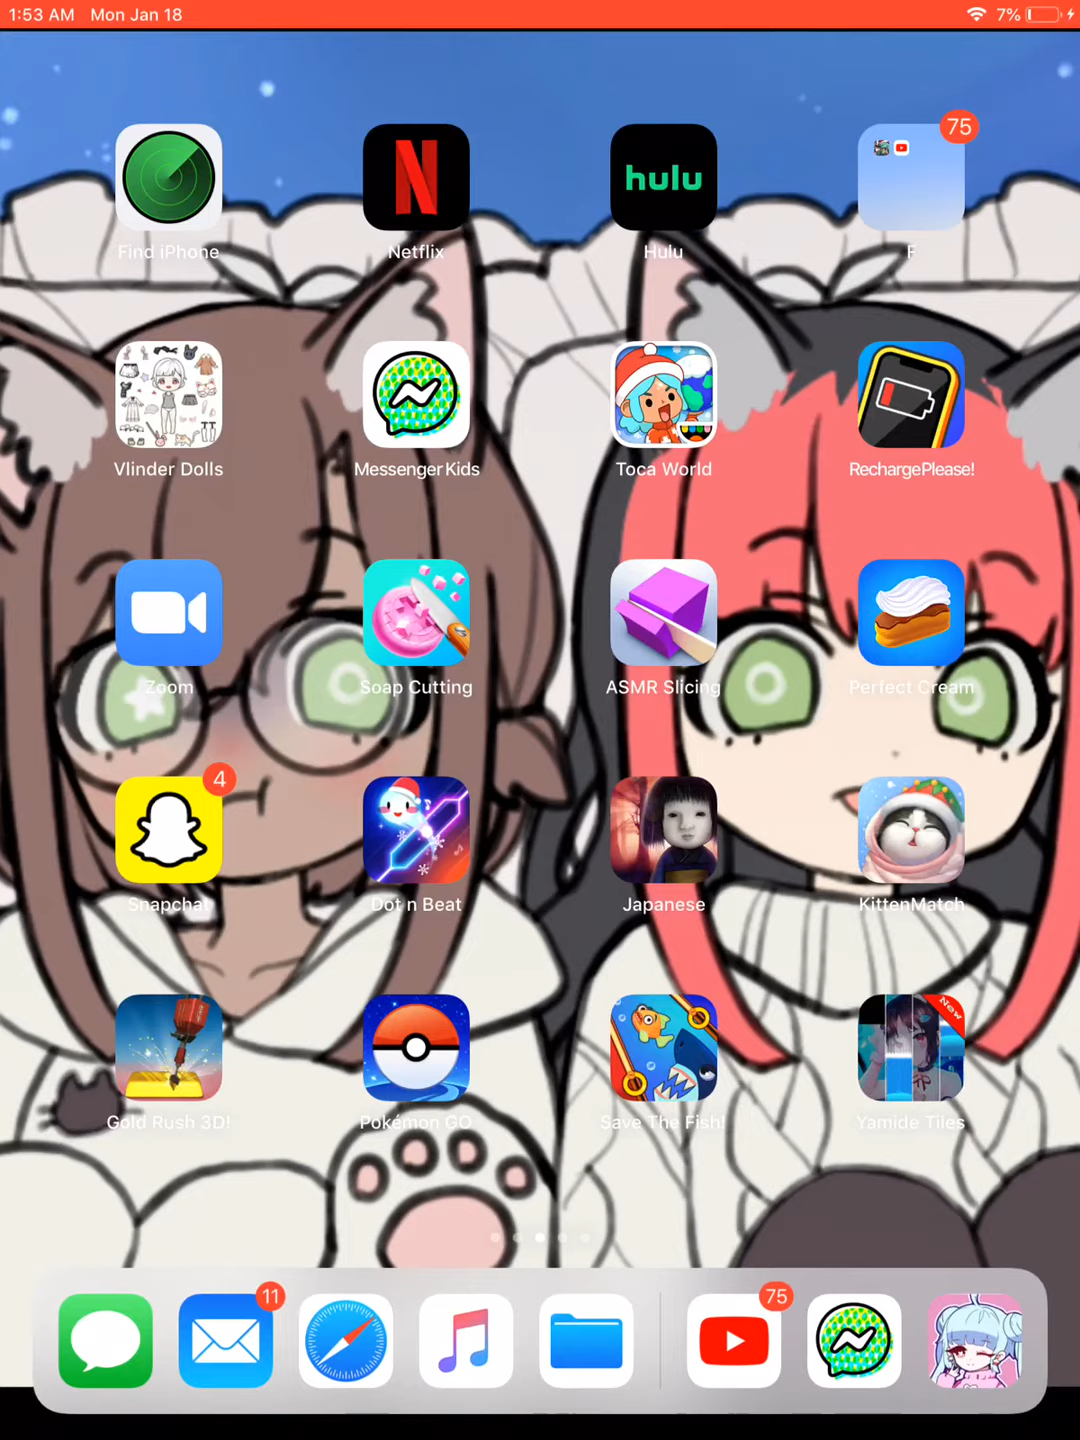 1:53 AM Mon Jan 18 7%
75
hulu
Find iPhone Netflix Hulu F
Vlinder Dolls Messenger Kids Toca World RechargePlease!
Zoom Soap Cutting ASMR Slicing Perfect Cream
4
Snapchat Dot n Beat Japanese KittenMatch
New
Gold Rush 3D! Pokémon GO Save The Fish! Yamide Tiles
11 75